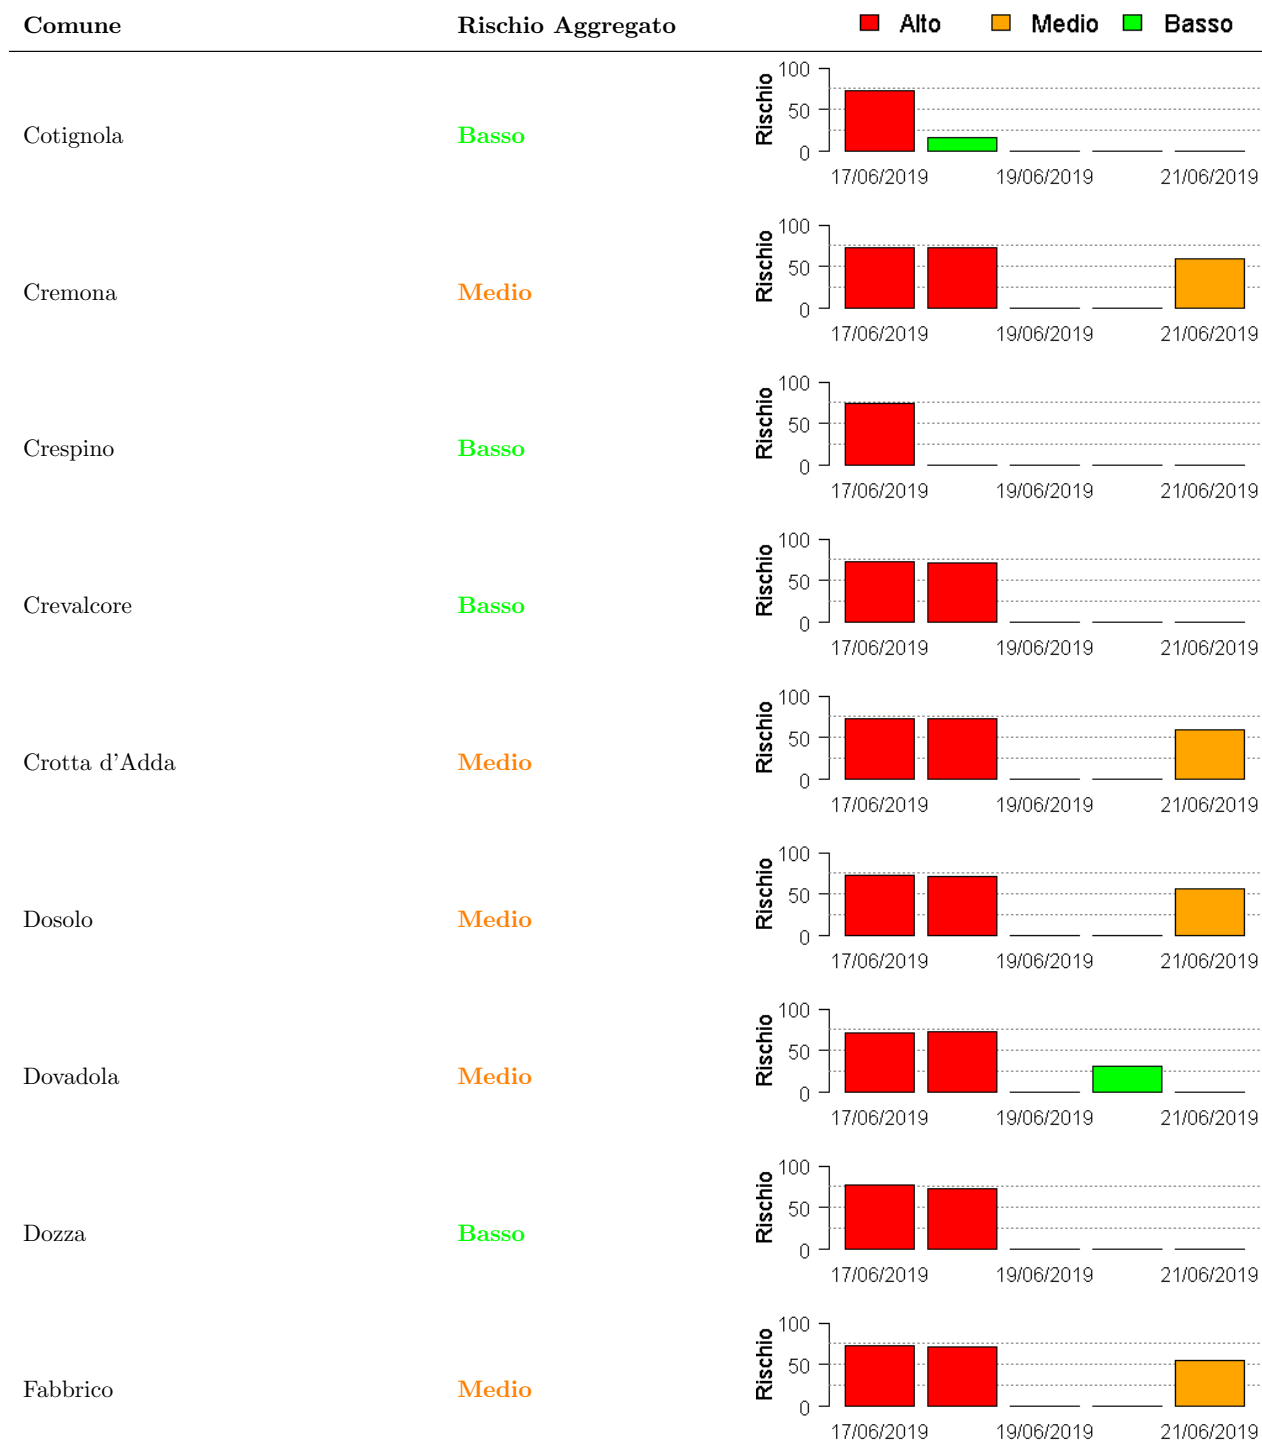 Comune Rischio Aggregato Alto Medio Basso
Cotignola Basso
Rischio
100
50
0
17/06/2019 19/06/2019 21/06/2019
Cremona Medio
Rischio
100
50
0
17/06/2019 19/06/2019 21/06/2019
Crespino Basso
Rischio
100
50
0
17/06/2019 19/06/2019 21/06/2019
Crevalcore Basso
Rischio
100
50
0
17/06/2019 19/06/2019 21/06/2019
Crotta d'Adda Medio
Rischio
100
50
0
17/06/2019 19/06/2019 21/06/2019
Dosolo Medio
Rischio
100
50
0
17/06/2019 19/06/2019 21/06/2019
Dovadola Medio
Rischio
100
50
0
17/06/2019 19/06/2019 21/06/2019
Dozza Basso
Rischio
100
50
0
17/06/2019 19/06/2019 21/06/2019
Fabbrico Medio
Rischio
100
50
0
17/06/2019 19/06/2019 21/06/2019